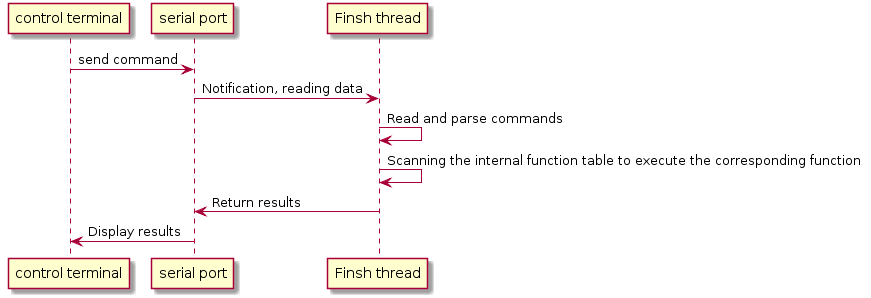 control terminal
serial port
Finsh thread
send command
Notification, reading data
Read and parse commands
Scanning the internal function table to execute the corresponding function
Return results
Display results
control terminal
serial port
Finsh thread